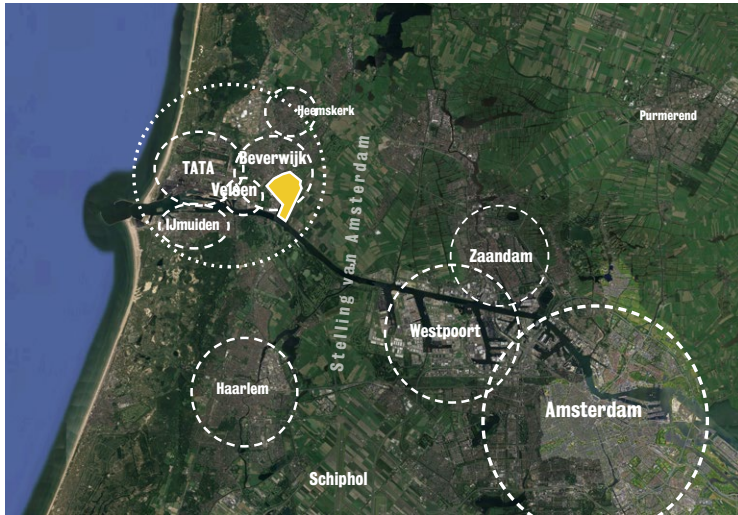 Heemskerk
Purmerend
Beverwijk
TATA
Velsen
IJmuiden
Stelling van Amsterdam
Zaandam
Westpoort
Haarlem
Amsterdam
Schiphol